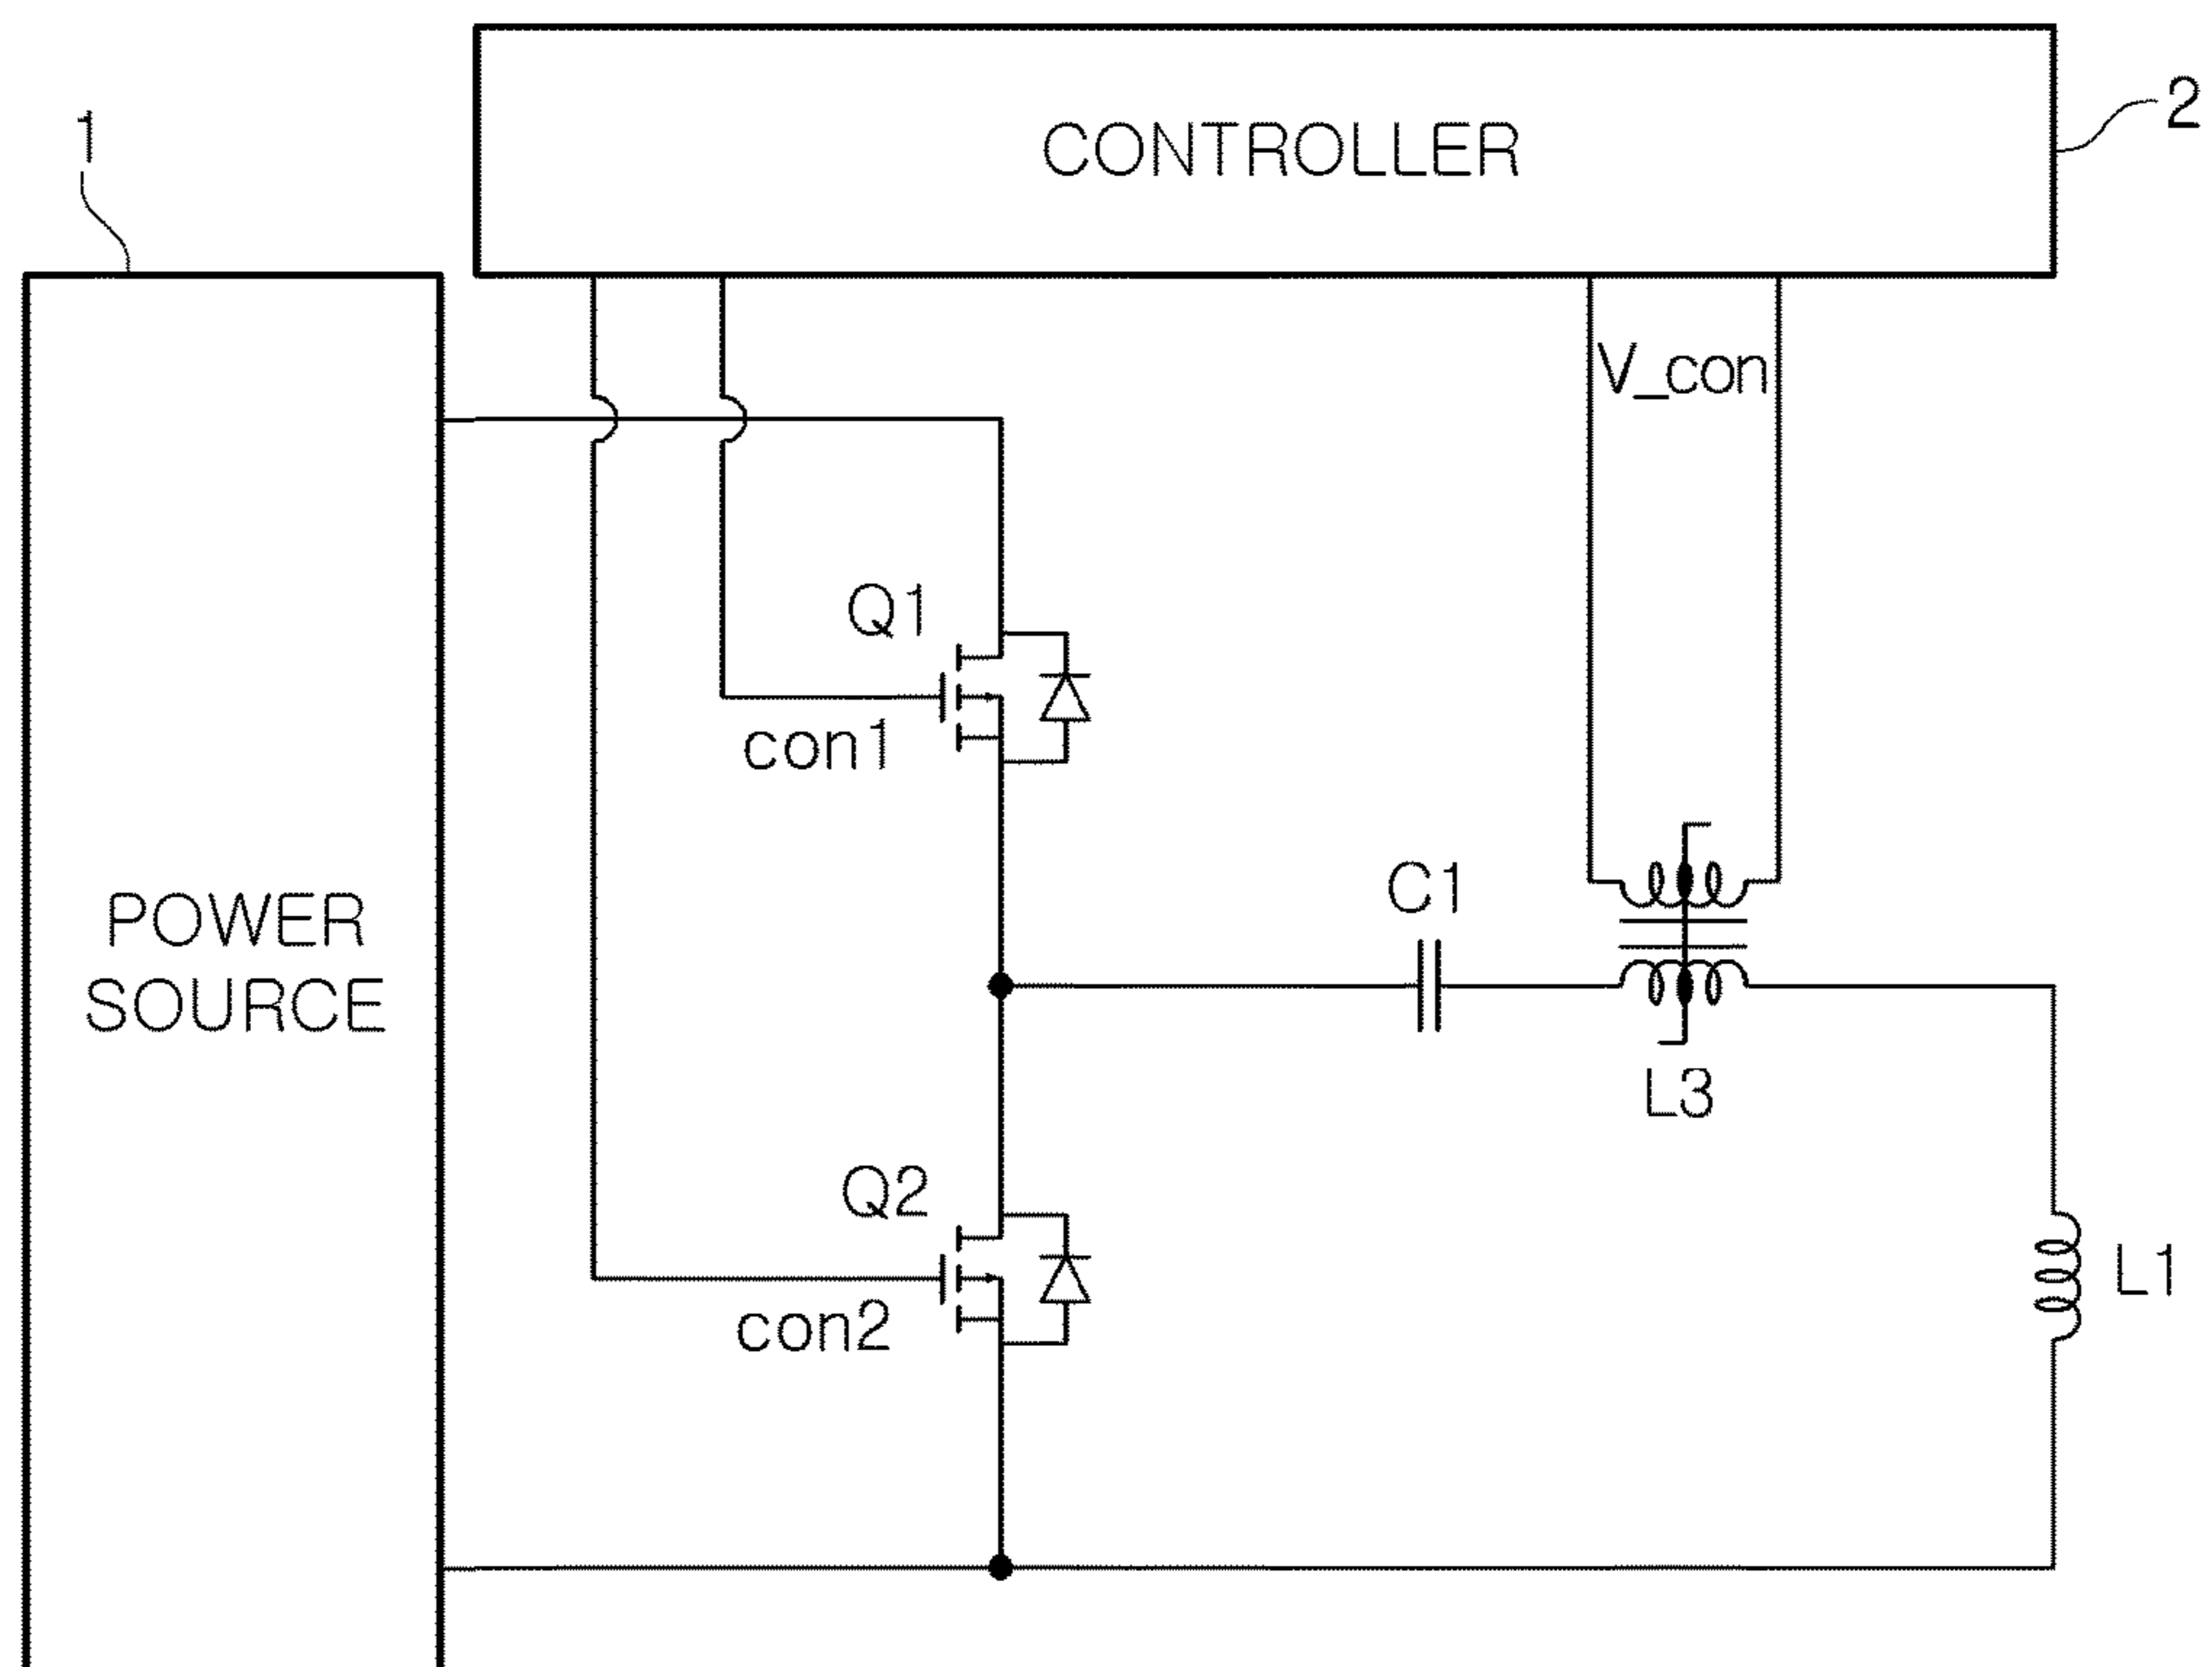 CONTROLLER
2
1
V_con
Q1
con1
C1
POWER
SOURCE
L3
Q2
L1
con2